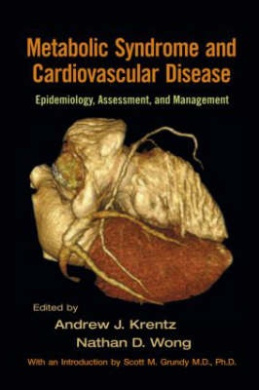 Metabolic Syndrome and
Cardiovascular Disease
Epidemiology, Assessment, and Management
Edited by
Andrew J. Krentz
Nathan D. Wong
With an Introduction by Scott M. Grundy M.D., Ph.D.